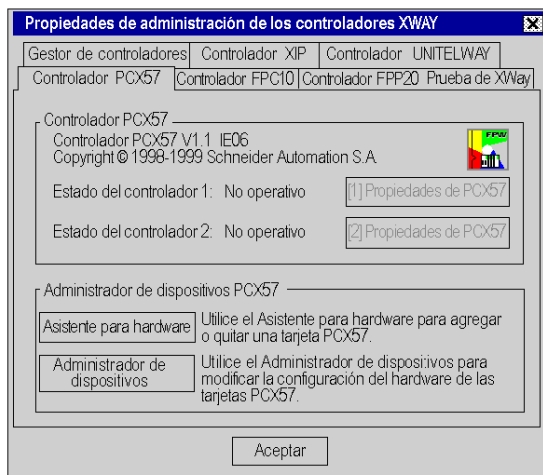 Propiedades de administración de los controladores XWAY
Gestor de controladores Controlador XIP Controlador UNITELWAY
Controlador PCX57 Controlador FPC10 Controlador FPP20 Prueba de XWay
Controlador PCX57
Controlador PCX57 V1.1 IE06
Copyright © 1998-1999 Schneider Automation S.A.
FPW
Estado del controlador 1: No operativo [1] Propiedades de PCX57
Estado del controlador 2: No operativo [2] Propiedades de PCX57
Administrador de dispositivos PCX57
Asistente para hardware
Utilice el Asistente para hardware para agregar
o quitar una tarjeta PCX57.
Administrador de
dispositivos
Utilice el Administrador de disposi:ivos para
modificar la configuración del hardware de las
tarjetas PCX57.
Aceptar